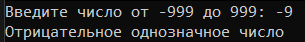 Введите число от -999 до 999: -9
Отрицательное однозначное число